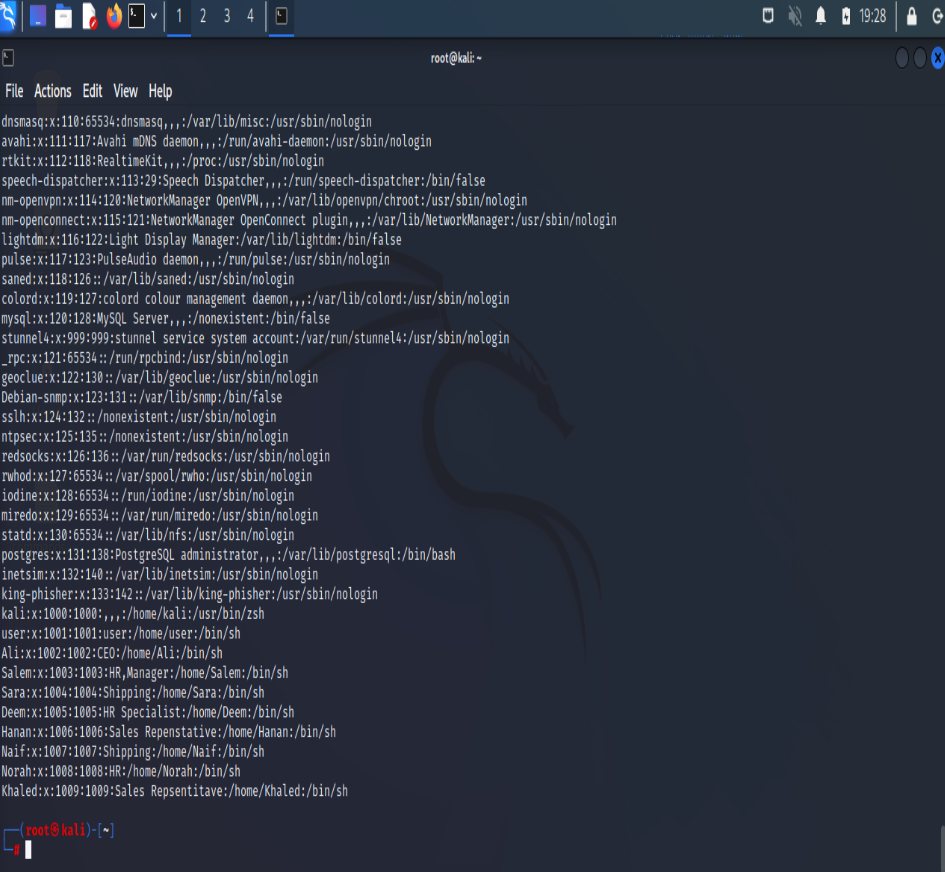 1 2 3 4 19:28
root@kali: ~
File Actions Edit View Help
dnsmasq:x:110:65534:dnsmasq,,,:/var/lib/misc:/usr/sbin/nologin
avahi:x:111:117:Avahi mDNS daemon,,,:/run/avahi-daemon:/usr/sbin/nologin
rtkit:x:112:118:RealtimeKit,,,:/proc:/usr/sbin/nologin
speech-dispatcher:x:113:29:Speech Dispatcher,,,:/run/speech-dispatcher:/bin/false
nm-openvpn:x:114:120:NetworkManager OpenVPN,,,:/var/lib/openvpn/chroot:/usr/sbin/nologin
nm-openconnect:x:115:121:NetworkManager OpenConnect plugin,,,:/var/lib/NetworkManager:/usr/sbin/nologin
lightdm:x:116:122:Light Display Manager:/var/lib/lightdm:/bin/false
pulse:x:117:123:PulseAudio daemon,,,:/run/pulse:/usr/sbin/nologin
saned:x:118:126::/var/lib/saned:/usr/sbin/nologin
colord:x:119:127:colord colour management daemon,,,:/var/lib/colord:/usr/sbin/nologin
mysql:x:120:128:MySQL Server,,,:/nonexistent:/bin/false
stunnel4:x:999:999:stunnel service system account:/var/run/stunnel4:/usr/sbin/nologin
_rpc:x:121:65534::/run/rpcbind:/usr/sbin/nologin
geoclue:x:122:130::/var/lib/geoclue:/usr/sbin/nologin
Debian-snmp:x:123:131::/var/lib/snmp:/bin/false
sslh:x:124:132::/nonexistent:/usr/sbin/nologin
ntpsec:x:125:135::/nonexistent:/usr/sbin/nologin
redsocks:x:126:136::/var/run/redsocks:/usr/sbin/nologin
rwhod:x:127:65534::/var/spool/rwho:/usr/sbin/nologin
iodine:x:128:65534::/run/iodine:/usr/sbin/nologin
miredo:x:129:65534::/var/run/miredo:/usr/sbin/nologin
statd:x:130:65534::/var/lib/nfs:/usr/sbin/nologin
postgres:x:131:138:PostgreSQL administrator,,,:/var/lib/postgresql:/bin/bash
inetsim:x:132:140::/var/lib/inetsim:/usr/sbin/nologin
king-phisher:x:133:142::/var/lib/king-phisher:/usr/sbin/nologin
kali:x:1000:1000:,,,:/home/kali:/usr/bin/zsh
user:x:1001:1001:user:/home/user:/bin/sh
Ali:x:1002:1002:CEO:/home/Ali:/bin/sh
Salem:x:1003:1003:HR,Manager:/home/Salem:/bin/sh
Sara:x:1004:1004:Shipping:/home/Sara:/bin/sh
Deem:x:1005:1005:HR Specialist:/home/Deem:/bin/sh
Hanan:x:1006:1006:Sales Repenstative:/home/Hanan:/bin/sh
Naif:x:1007:1007:Shipping:/home/Naif:/bin/sh
Norah:x:1008:1008:HR:/home/Norah:/bin/sh
Khaled:x:1009:1009:Sales Repsentitave:/home/Khaled:/bin/sh
┌──(root㉿kali)-[~]
└─#